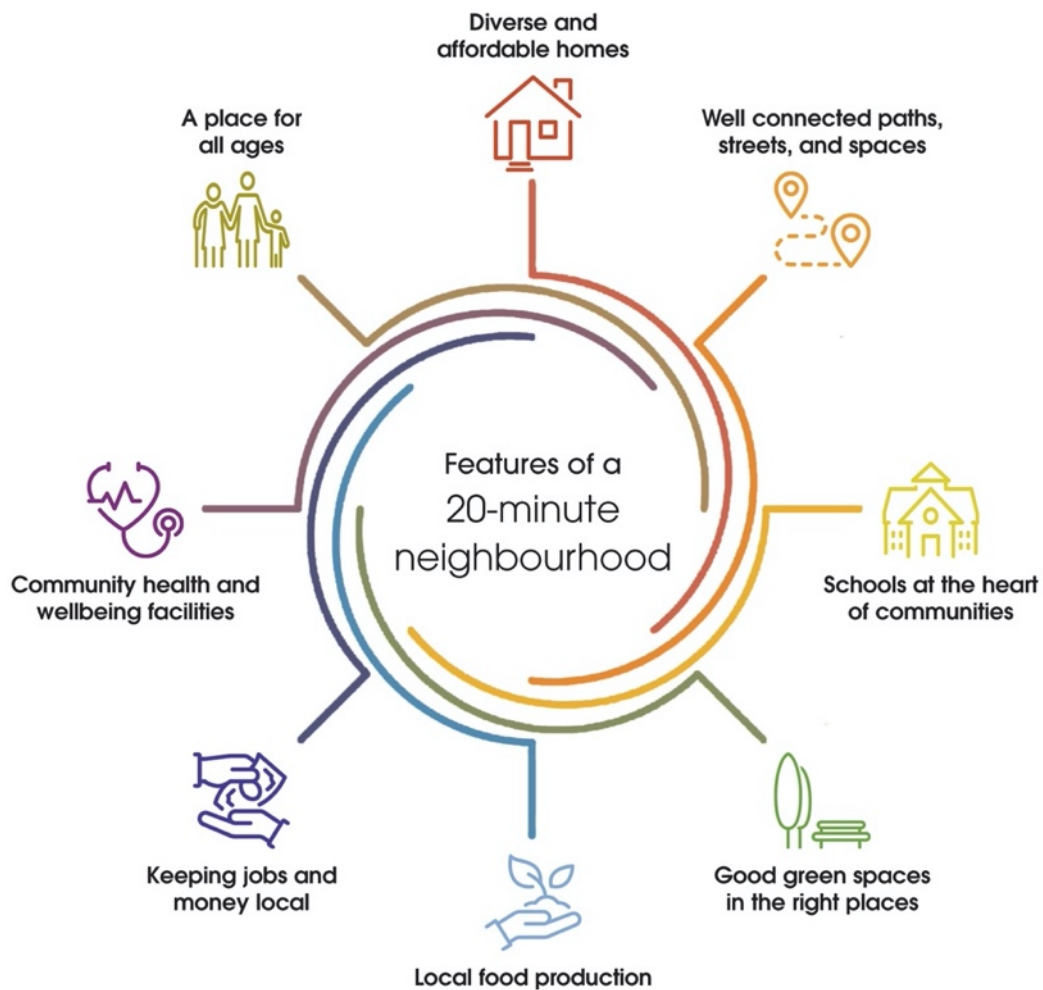 Diverse and
affordable homes
Well connected paths,
streets, and spaces
Schools at the heart
of communities
Good green spaces
in the right places
Local food production
Keeping jobs and
money local
Community health and
wellbeing facilities
A place for
all ages
Features of a
20-minute
neighbourhood